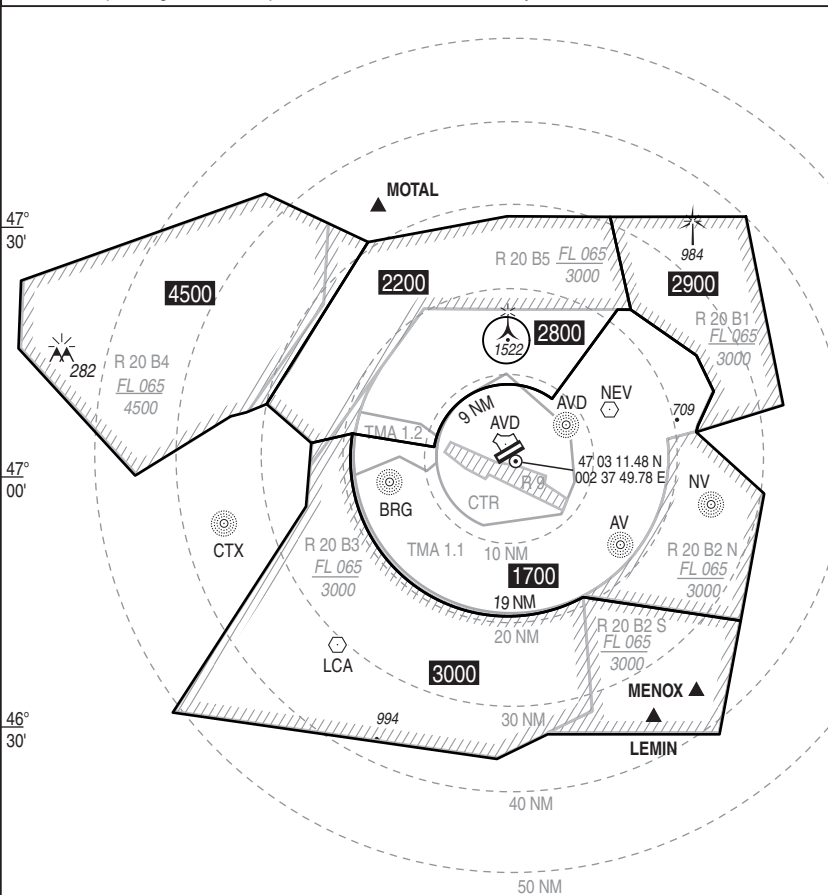 MOTAL
47°
30'
984
R 20 B5 FL 065
3000
2900
4500
2200
R 20 B1
FL 065
3000
2800
1522
282
R 20 B4
FL 065
4500
NEV
AVD
709
9 NM
AVD
TMA 1.2
47 03 11.48 N
002 37 49.78 E
47°
00'
R 9
BRG
CTR
NV
CTX
AV
R 20 B3
FL 065
3000
TMA 1.1
10 NM
R 20 B2 N
FL 065
3000
1700
19 NM
20 NM
R 20 B2 S
FL 065
3000
LCA
3000
MENOX
46°
30'
994
30 NM
LEMIN
40 NM
50 NM